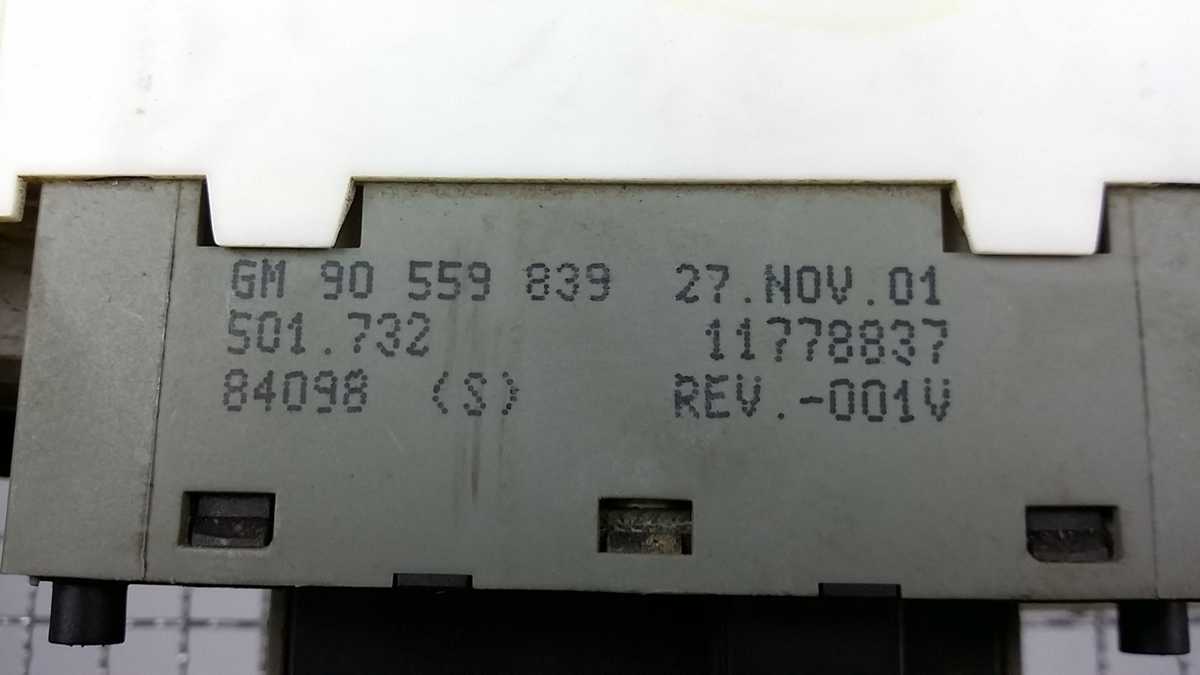 GM 90 559 839 27.NOV.01
501.732 11778837
84098 (S) REV.-001V